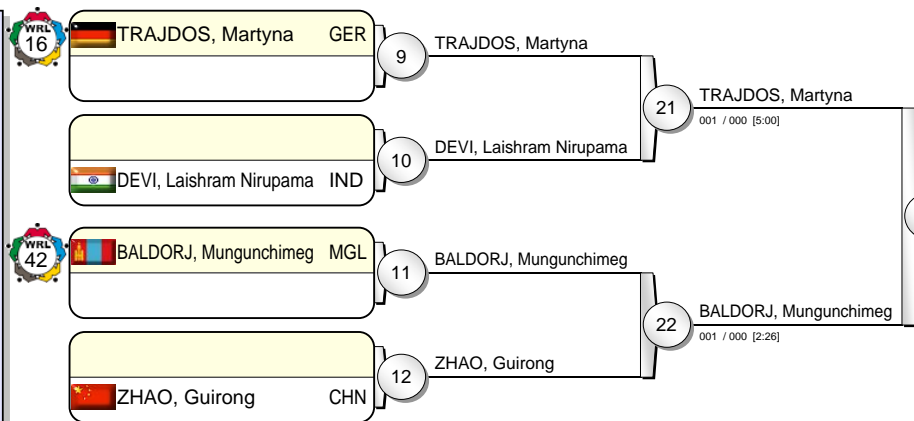 WRL
16
TRAJDOS, Martyna GER
9
TRAJDOS, Martyna
21
TRAJDOS, Martyna
001 / 000 [5:00]
DEVI, Laishram Nirupama IND
10
DEVI, Laishram Nirupama
WRL
42
BALDORJ, Mungunchimeg MGL
11
BALDORJ, Mungunchimeg
22
BALDORJ, Mungunchimeg
001 / 000 [2:26]
ZHAO, Guirong CHN
12
ZHAO, Guirong